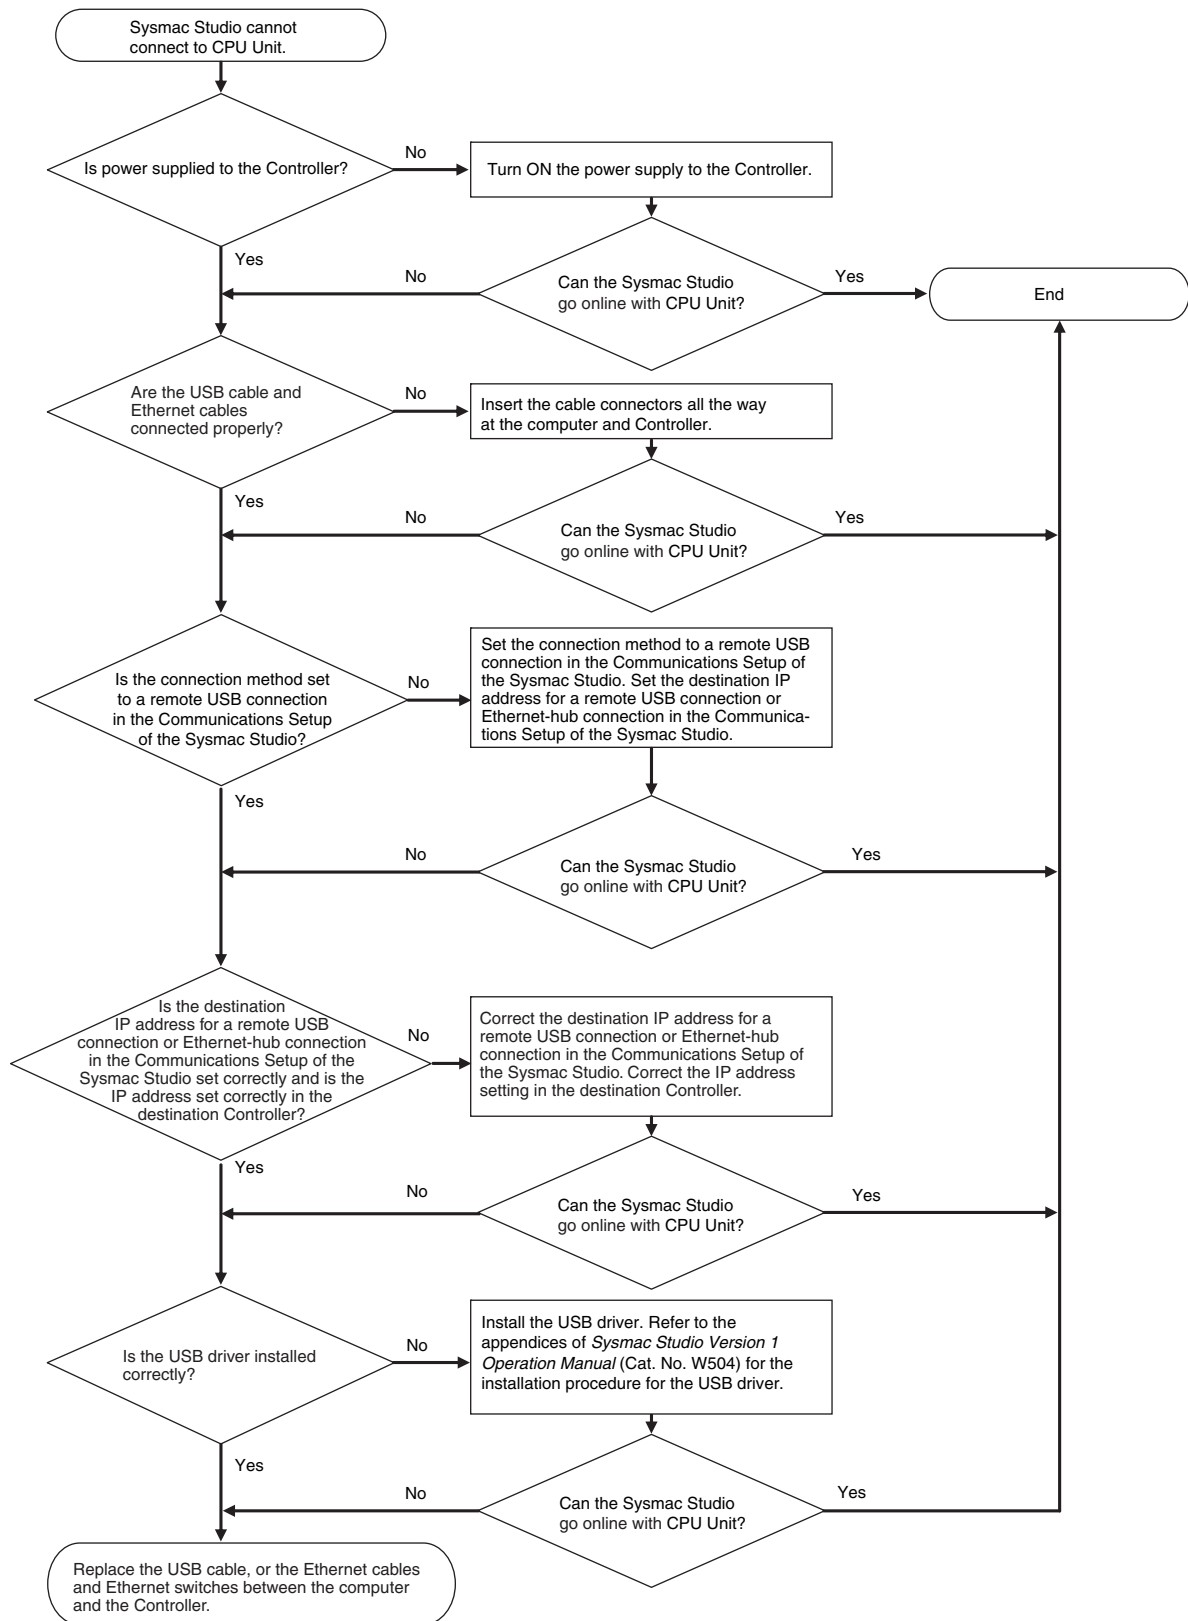 Sysmac Studio cannot
connect to CPU Unit.
Is power supplied to the Controller?
No
Turn ON the power supply to the Controller.
Yes
No
Can the Sysmac Studio
go online with CPU Unit?
Yes
End
Are the USB cable and
Ethernet cables
connected properly?
No
Insert the cable connectors all the way
at the computer and Controller.
Yes
No
Can the Sysmac Studio
go online with CPU Unit?
Yes
Is the connection method set
to a remote USB connection
in the Communications Setup
of the Sysmac Studio?
No
Set the connection method to a remote USB
connection in the Communications Setup of
the Sysmac Studio. Set the destination IP
address for a remote USB connection or
Ethernet-hub connection in the Communica-
tions Setup of the Sysmac Studio.
Yes
No
Can the Sysmac Studio
go online with CPU Unit?
Yes
Is the destination
IP address for a remote USB
connection or Ethernet-hub connection
in the Communications Setup of the
Sysmac Studio set correctly and is the
IP address set correctly in the
destination Controller?
No
Correct the destination IP address for a
remote USB connection or Ethernet-hub
connection in the Communications Setup of
the Sysmac Studio. Correct the IP address
setting in the destination Controller.
Yes
No
Can the Sysmac Studio
go online with CPU Unit?
Yes
Is the USB driver installed
correctly?
No
Install the USB driver. Refer to the
appendices of Sysmac Studio Version 1
Operation Manual (Cat. No. W504) for the
installation procedure for the USB driver.
Yes
No
Can the Sysmac Studio
go online with CPU Unit?
Yes
Replace the USB cable, or the Ethernet cables
and Ethernet switches between the computer
and the Controller.